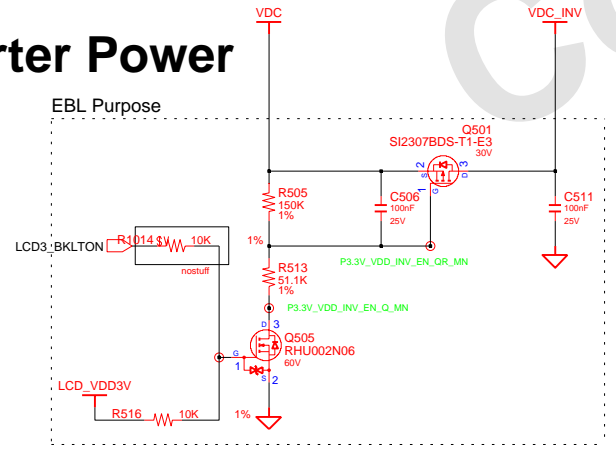 VDC
VDC_INV
rter Power
EBL Purpose
Q501
SI2307BDS-T1-E3
30V
2
S
D
3
1
G
R505
150K
1%
C506
100nF
25V
C511
100nF
25V
LCD3_BKLTON
R1014
10K
1%
nostuff
R513
51.1K
1%
P3.3V_VDD_INV_EN_QR_MN
P3.3V_VDD_INV_EN_Q_MN
D
3
Q505
RHU002N06
60V
G
1
S
2
LCD_VDD3V
R516
10K
1%